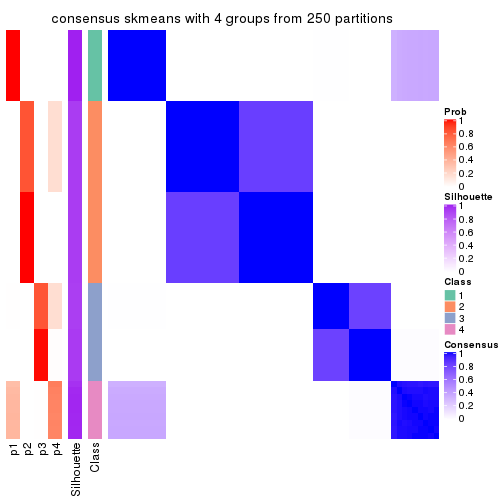 consensus skmeans with 4 groups from 250 partitions
Prob
1
0.8
0.6
0.4
0.2
0
Silhouette
1
0.8
0.6
0.4
0.2
0
Class
1
2
3
4
Consensus
1
0.8
0.6
0.4
0.2
0
p1
p2
p3
p4
Silhouette
Class